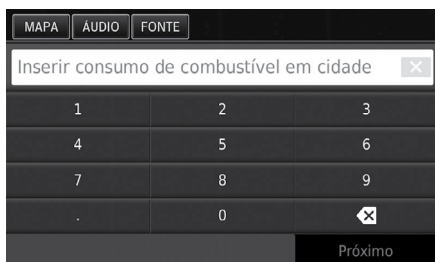 MAPA ÁUDIO FONTE
Inserir consumo de combustível em cidade
1 2 3
4 5 6
7 8 9
. 0
Próximo